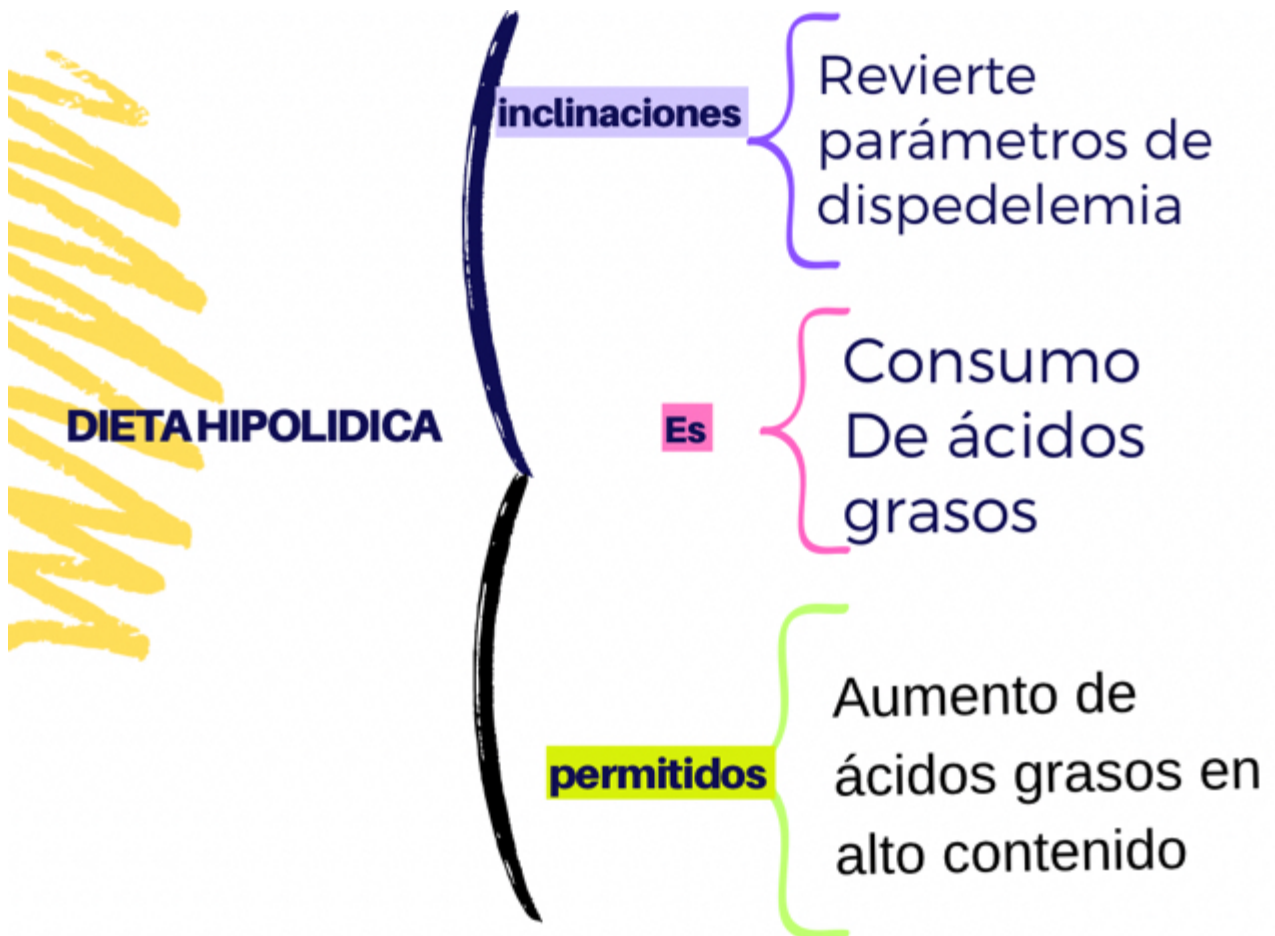 DIETA HIPOLIDICA
inclinaciones
Revierte
parámetros de
dispedelemia
Es
Consumo
De ácidos
grasos
permitidos
Aumento de
ácidos grasos en
alto contenido